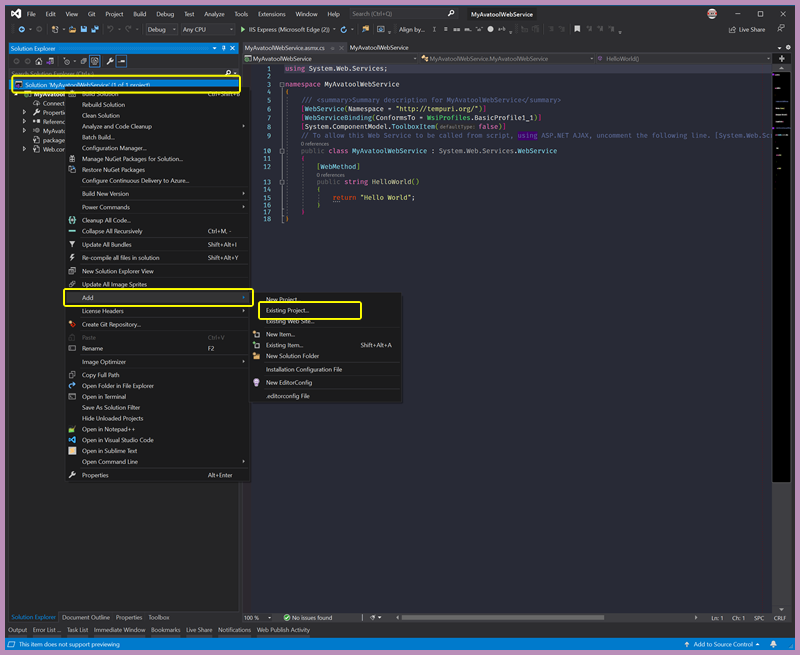 File Edit View Git Project Build Debug Test Analyze Tools Extensions Window Help Search (Ctrl+Q) MyAvatoolWebService
Debug Any CPU IIS Express (Microsoft Edge (2)) Align by... Live Share
Solution Explorer
MyAvatoolWebService.asmx.cs MyAvatoolWebService
MyAvatoolWebService MyAvatoolWebService.MyAvatoolWebService HelloWorld()
Search Solution Explorer (Ctrl+;)
Solution 'MyAvatoolWebService' (1 of 1 project)
MyAvatool
Connect
Properti
Referenc
MyAvato
package
Web.con
Build Solution Ctrl+Shift+B
Rebuild Solution
Clean Solution
Analyze and Code Cleanup
Batch Build...
Configuration Manager...
Manage NuGet Packages for Solution...
Restore NuGet Packages
Configure Continuous Delivery to Azure...
Build New Version
Power Commands
Cleanup All Code...
Collapse All Recursively Ctrl+M, -
Update All Bundles Shift+Alt+I
Re-compile all files in solution Shift+Alt+Y
New Solution Explorer View
Update All Image Sprites
Add
License Headers
Create Git Repository...
Paste Ctrl+V
Rename F2
Image Optimizer
Copy Full Path
Open Folder in File Explorer
Open in Terminal
Save As Solution Filter
Hide Unloaded Projects
Open in Notepad++
Open in Visual Studio Code
Open in Sublime Text
Open Command Line
Properties Alt+Enter
New Project...
Existing Project...
Existing Web Site...
New Item...
Existing Item... Shift+Alt+A
New Solution Folder
Installation Configuration File
New EditorConfig
.editorconfig File
1 using System.Web.Services;
2
3 namespace MyAvatoolWebService
4 {
5 /// <summary>Summary description for MyAvatoolWebService</summary>
6 [WebService(Namespace = "http://tempuri.org/")]
7 [WebServiceBinding(ConformsTo = WsiProfiles.BasicProfile1_1)]
8 [System.ComponentModel.ToolboxItem(defaultType: false)]
9 // To allow this Web Service to be called from script, using ASP.NET AJAX, uncomment the following line. [System.Web.Scr
0 references
10 public class MyAvatoolWebService : System.Web.Services.WebService
11 {
12 [WebMethod]
0 references
13 public string HelloWorld()
14 {
15 return "Hello World";
16 }
17 }
18 }
Solution Explorer Document Outline Properties Toolbox
100 % No issues found Ln: 1 Ch: 1 SPC CRLF
Output Error List ... Task List Immediate Window Bookmarks Live Share Notifications Web Publish Activity
This item does not support previewing Add to Source Control